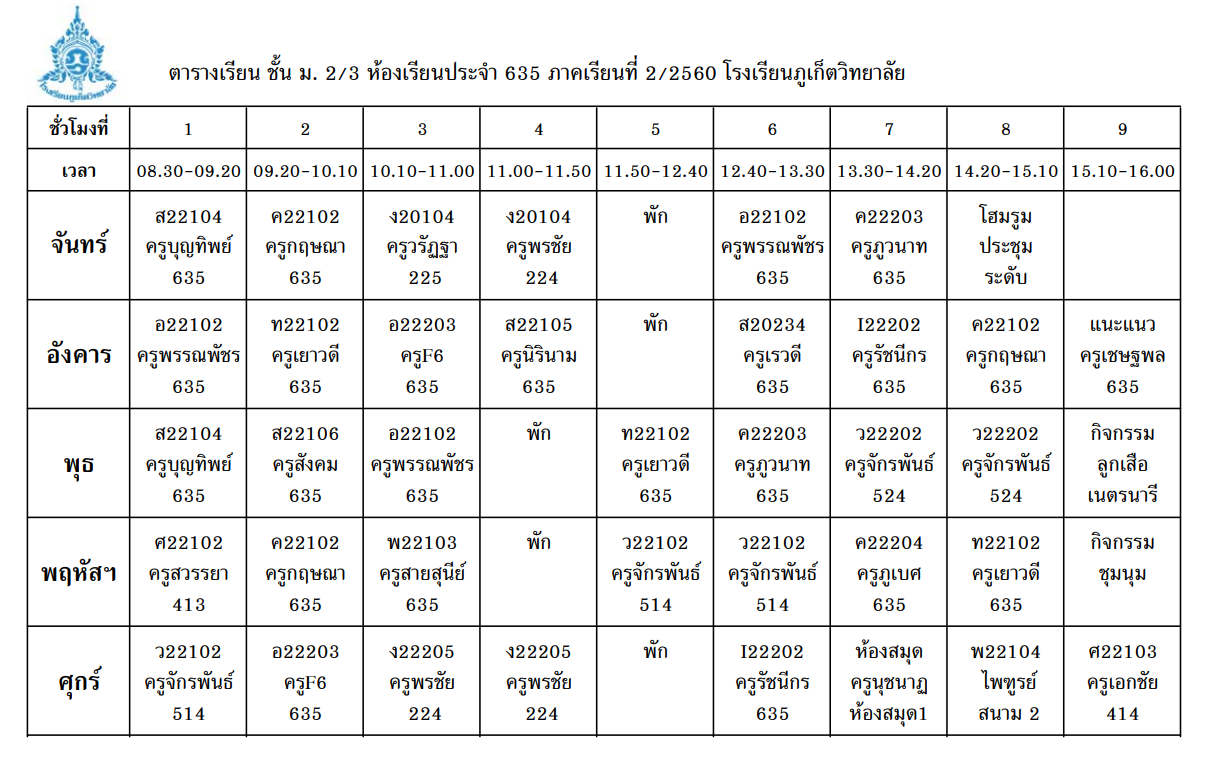 โรงเรียนภูเก็ตวิทยาลัย
ตารางเรียน ชั้น ม. 2/3 ห้องเรียนประจำ 635 ภาคเรียนที่ 2/2560 โรงเรียนภูเก็ตวิทยาลัย
ชั่วโมงที่ 1 2 3 4 5 6 7 8 9
เวลา 08.30-09.20 09.20-10.10 10.10-11.00 11.00-11.50 11.50-12.40 12.40-13.30 13.30-14.20 14.20-15.10 15.10-16.00
ส22104 ค22102 ง20104 ง20104 พัก อ22102 ค22203 โฮมรูม
จันทร์ ครูบุญทิพย์ ครูกฤษณา ครูวรัฏฐา ครูพรชัย ครูพรรณพัชร ครูภูวนาท ประชุม
635 635 225 224 635 635 ระดับ
อ22102 ท22102 อ22203 ส22105 พัก ส20234 I22202 ค22102 แนะแนว
อังคาร ครูพรรณพัชร ครูเยาวดี ครูF6 ครูนิรินาม ครูเรวดี ครูรัชนีกร ครูกฤษณา ครูเชษฐพล
635 635 635 635 635 635 635 635
ส22104 ส22106 อ22102 พัก ท22102 ค22203 ว22202 ว22202 กิจกรรม
พุธ ครูบุญทิพย์ ครูสังคม ครูพรรณพัชร ครูเยาวดี ครูภูวนาท ครูจักรพันธ์ ครูจักรพันธ์ ลูกเสือ
635 635 635 635 635 524 524 เนตรนารี
ศ22102 ค22102 พ22103 พัก ว22102 ว22102 ค22204 ท22102 กิจกรรม
พฤหัสฯ ครูสวรรยา ครูกฤษณา ครูสายสุนีย์ ครูจักรพันธ์ ครูจักรพันธ์ ครูภูเบศ ครูเยาวดี ชุมนุม
413 635 635 514 514 635 635
ว22102 อ22203 ง22205 ง22205 พัก I22202 ห้องสมุด พ22104 ศ22103
ศุกร์ ครูจักรพันธ์ ครูF6 ครูพรชัย ครูพรชัย ครูรัชนีกร ครูนุชนาฏ ไพฑูรย์ ครูเอกชัย
514 635 224 224 635 ห้องสมุด1 สนาม 2 414